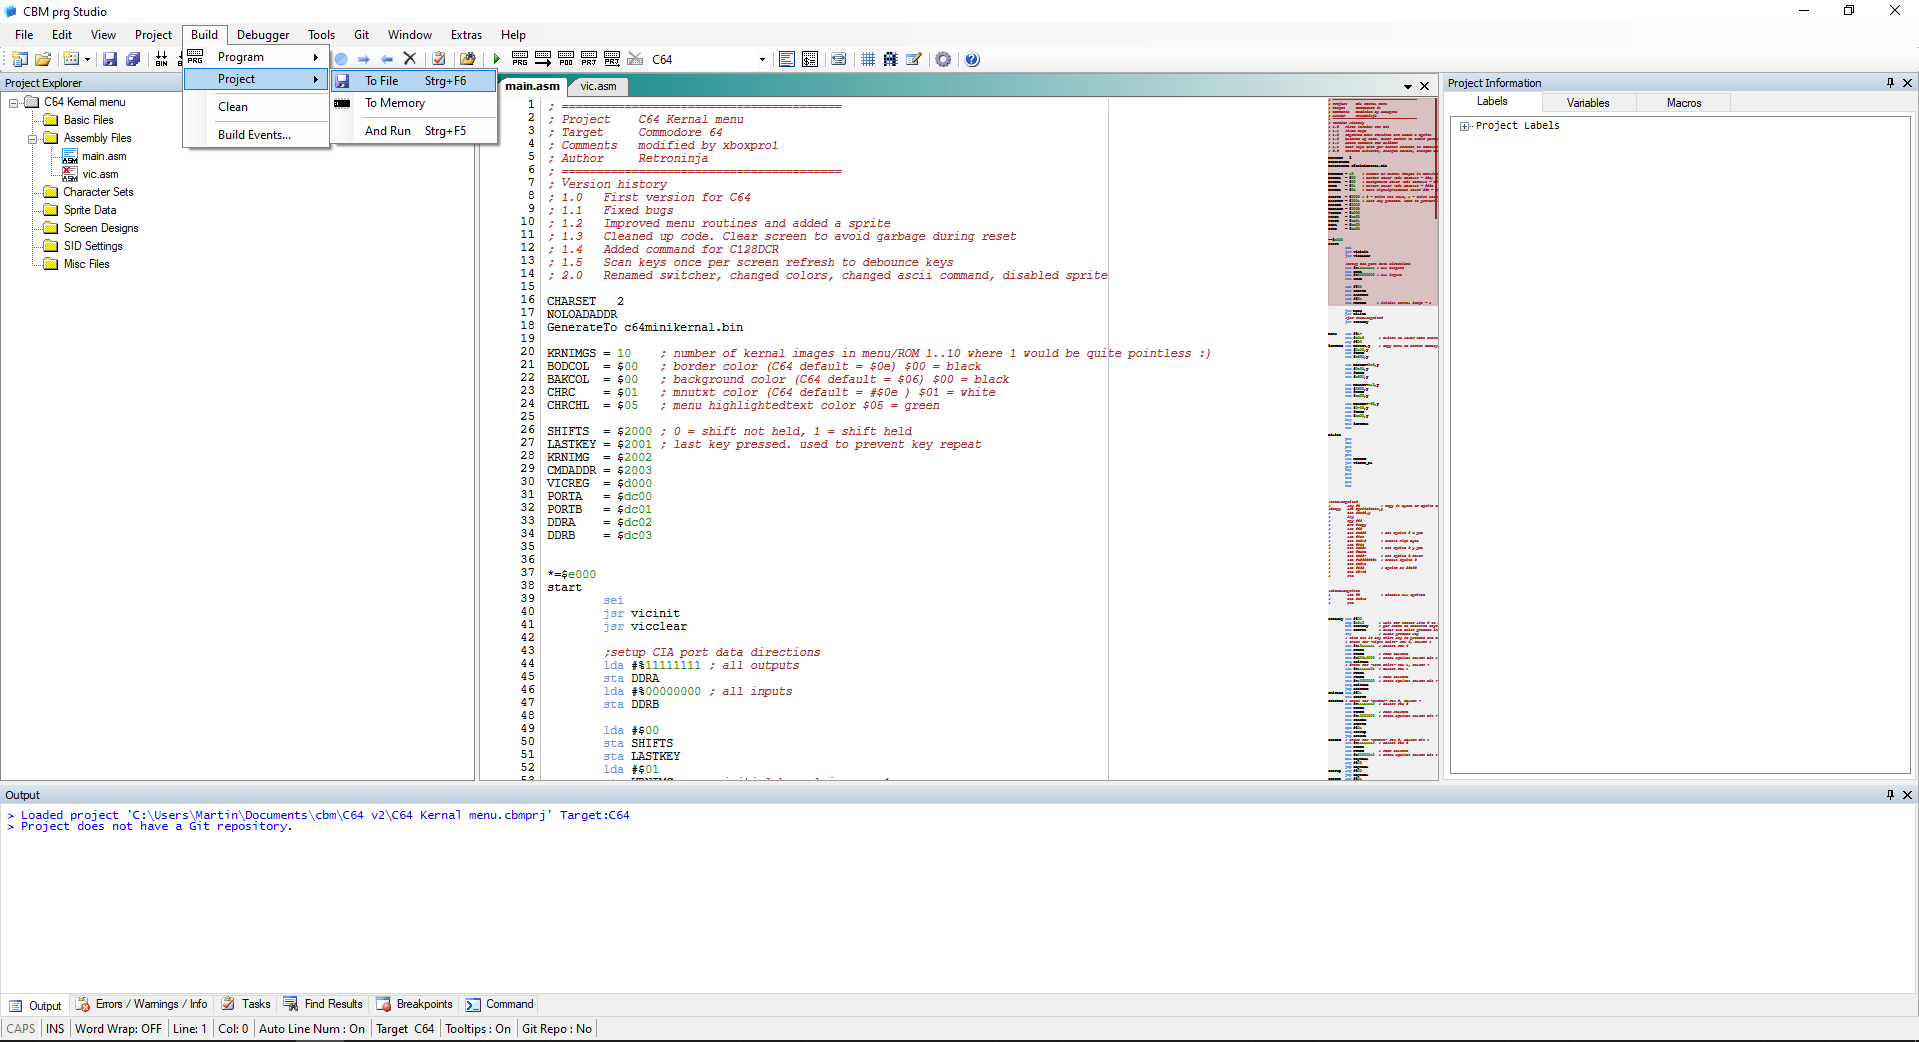 CBM prg Studio
File Edit View Project Build Debugger Tools Git Window Extras Help
C64
Program
Project
Clean
Build Events...
To File Strg+F6
To Memory
And Run Strg+F5
Project Explorer
C64 Kernal menu
Basic Files
Assembly Files
main.asm
vic.asm
Character Sets
Sprite Data
Screen Designs
SID Settings
Misc Files
main.asm vic.asm
1 ; ========================================
2 ; Project C64 Kernal menu
3 ; Target Commodore 64
4 ; Comments modified by xboxpro1
5 ; Author Retroninja
6 ; ========================================
7 ; Version history
8 ; 1.0 First version for C64
9 ; 1.1 Fixed bugs
10 ; 1.2 Improved menu routines and added a sprite
11 ; 1.3 Cleaned up code. Clear screen to avoid garbage during reset
12 ; 1.4 Added command for C128DCR
13 ; 1.5 Scan keys once per screen refresh to debounce keys
14 ; 2.0 Renamed switcher, changed colors, changed ascii command, disabled sprite
15
16 CHARSET 2
17 NOLOADADDR
18 GenerateTo c64minikernal.bin
19
20 KRNIMGS = 10 ; number of kernal images in menu/ROM 1..10 where 1 would be quite pointless :)
21 BODCOL = $00 ; border color (C64 default = $0e) $00 = black
22 BAKCOL = $00 ; background color (C64 default = $06) $00 = black
23 CHRC = $01 ; mnutxt color (C64 default = #$0e ) $01 = white
24 CHRCHL = $05 ; menu highlightedtext color $05 = green
25
26 SHIFTS = $2000 ; 0 = shift not held, 1 = shift held
27 LASTKEY = $2001 ; last key pressed. used to prevent key repeat
28 KRNIMG = $2002
29 CMDADDR = $2003
30 VICREG = $d000
31 PORTA = $dc00
32 PORTB = $dc01
33 DDRA = $dc02
34 DDRB = $dc03
35
36
37 *=$e000
38 start
39 sei
40 jsr vicinit
41 jsr vicclear
42
43 ;setup CIA port data directions
44 lda #%11111111 ; all outputs
45 sta DDRA
46 lda #%00000000 ; all inputs
47 sta DDRB
48
49 lda #$00
50 sta SHIFTS
51 sta LASTKEY
52 lda #$01
Project Information
Labels Variables Macros
Project Labels
Output
> Loaded project 'C:\Users\Martin\Documents\cbm\C64 v2\C64 Kernal menu.cbmprj' Target:C64
> Project does not have a Git repository.
Output Errors / Warnings / Info Tasks Find Results Breakpoints Command
CAPS INS Word Wrap: OFF Line: 1 Col: 0 Auto Line Num : On Target C64 Tooltips : On Git Repo : No